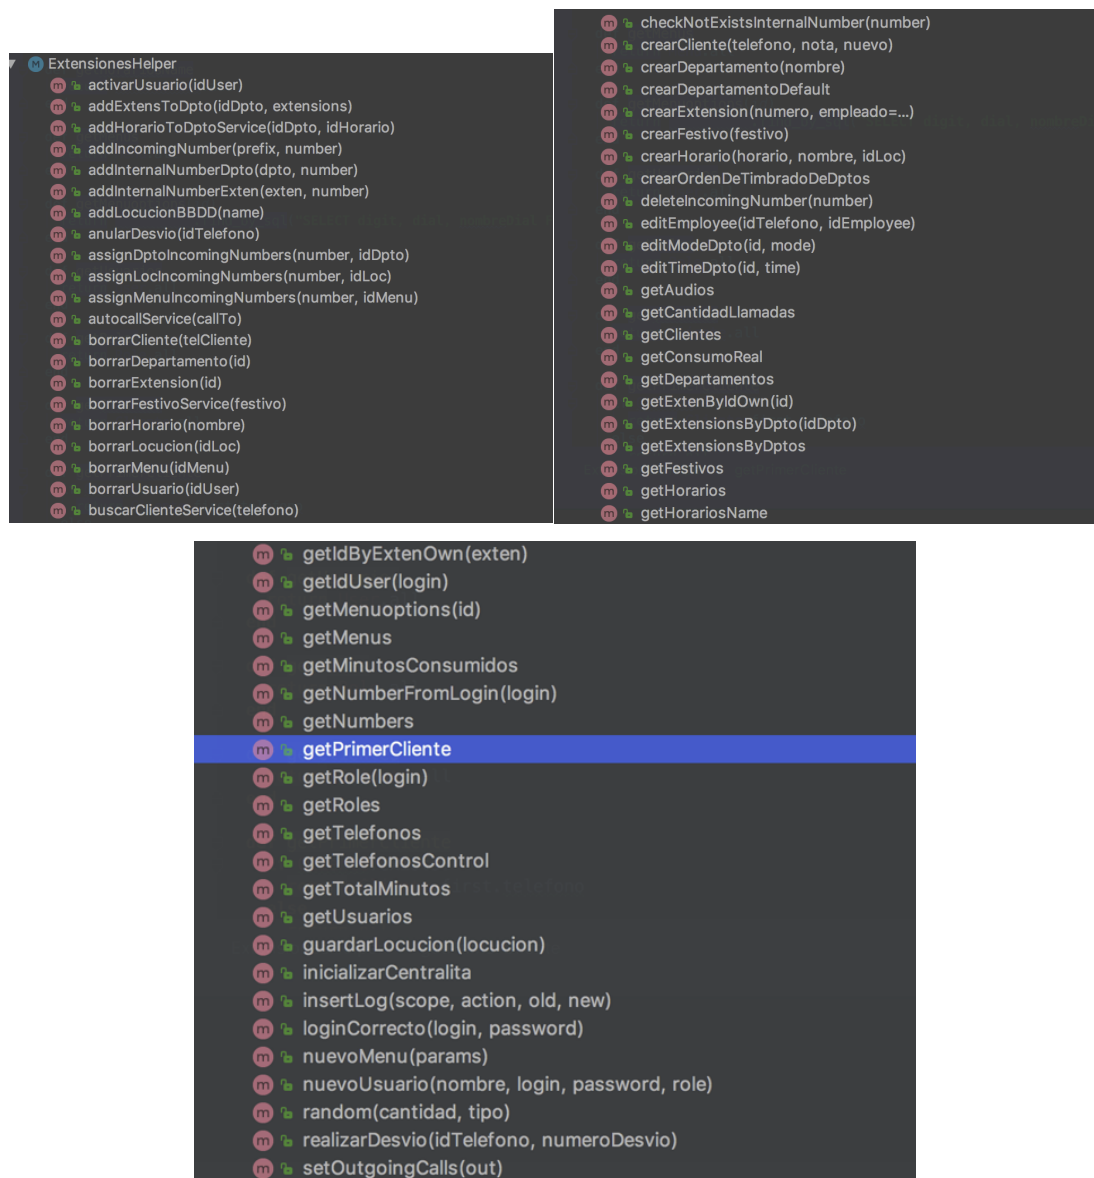 ExtensionesHelper
activarUsuario(idUser)
addExtensToDpto(idDpto, extensions)
addHorarioToDptoService(idDpto, idHorario)
addIncomingNumber(prefix, number)
addInternalNumberDpto(dpto, number)
addInternalNumberExten(exten, number)
addLocucionBBDD(name)
anularDesvio(idTelefono)
assignDptoIncomingNumbers(number, idDpto)
assignLocIncomingNumbers(number, idLoc)
assignMenuIncomingNumbers(number, idMenu)
autocallService(callTo)
borrarCliente(telCliente)
borrarDepartamento(id)
borrarExtension(id)
borrarFestivoService(festivo)
borrarHorario(nombre)
borrarLocucion(idLoc)
borrarMenu(idMenu)
borrarUsuario(idUser)
buscarClienteService(telefono)
checkNotExistsInternalNumber(number)
crearCliente(telefono, nota, nuevo)
crearDepartamento(nombre)
crearDepartamentoDefault
crearExtension(numero, empleado=...)
crearFestivo(festivo)
crearHorario(horario, nombre, idLoc)
crearOrdenDeTimbradoDeDptos
deleteIncomingNumber(number)
editEmployee(idTelefono, idEmployee)
editModeDpto(id, mode)
editTimeDpto(id, time)
getAudios
getCantidadLlamadas
getClientes
getConsumoReal
getDepartamentos
getExtenByIdOwn(id)
getExtensionsByDpto(idDpto)
getExtensionsByDptos
getFestivos
getHorarios
getHorariosName
getIdByExtenOwn(exten)
getIdUser(login)
getMenuoptions(id)
getMenus
getMinutosConsumidos
getNumberFromLogin(login)
getNumbers
getPrimerCliente
getRole(login)
getRoles
getTelefonos
getTelefonosControl
getTotalMinutos
getUsuarios
guardarLocucion(locucion)
inicializarCentralita
insertLog(scope, action, old, new)
loginCorrecto(login, password)
nuevoMenu(params)
nuevoUsuario(nombre, login, password, role)
random(cantidad, tipo)
realizarDesvio(idTelefono, numeroDesvio)
setOutgoingCalls(out)